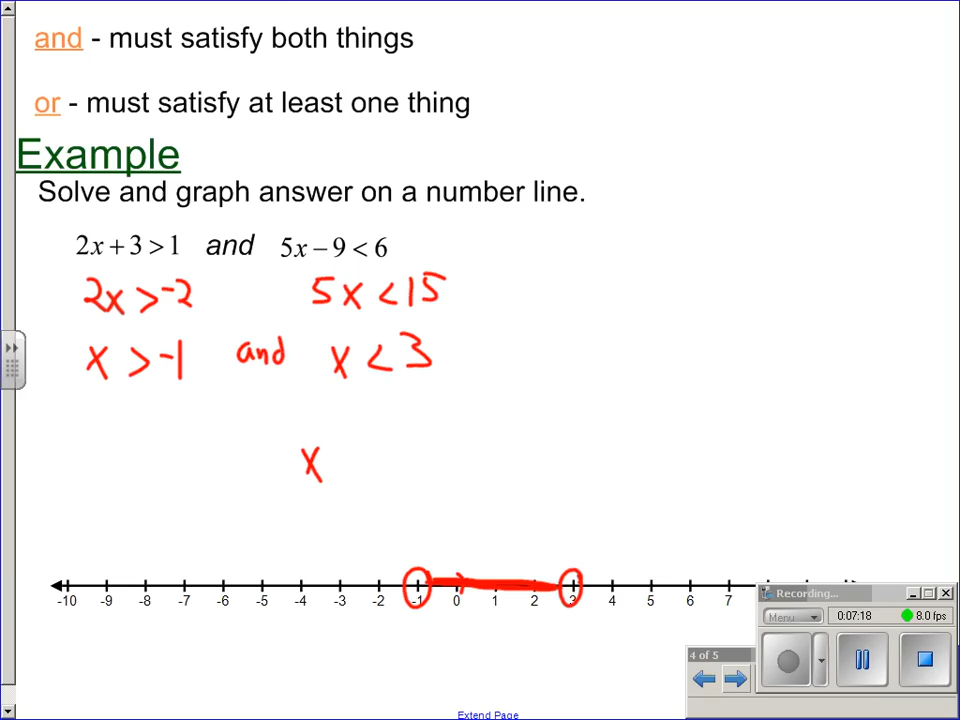 and - must satisfy both things
or - must satisfy at least one thing
Example
Solve and graph answer on a number line.
2x + 3 > 1 and 5x − 9 < 6
2x > -2 5x < 15
x > -1 and x < 3
x
-10 -9 -8 -7 -6 -5 -4 -3 -2 -1 0 1 2 3 4 5 6 7
Recording...
Menu 0:07:18 8.0 fps
4 of 5
Extend Page